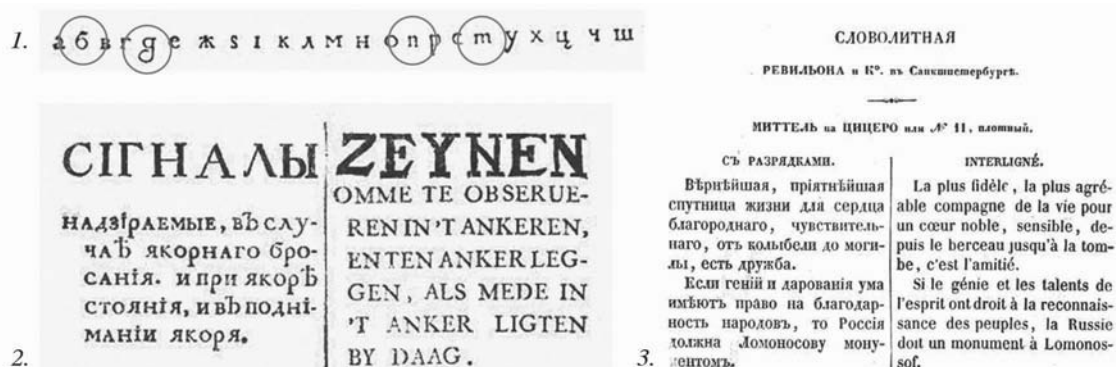 1. а б в г д е ж ѕ і к л м н о п р с т у х ц ч ш
СІГНАЛЫ
НАДЗІРАЕМЫЕ, ВЪ СЛУ-
ЧАѢ ЯКОРНАГО БРО-
САНІЯ. И ПРИ ЯКОРѢ
СТОЯНІЯ, И ВЪ ПОДНІ-
МАНІИ ЯКОРЯ.
2.
ZEYNEN
OMME TE OBSERUE-
REN IN 'T ANKEREN,
EN TEN ANKER LEG-
GEN, ALS MEDE IN
'T ANKER LIGTEN
BY DAAG.
СЛОВОЛИТНАЯ
РЕВИЛЬОНА и К°. въ Санктпетербургѣ.
МИТТЕЛЬ на ЦИЦЕРО или № 11, плотный.
СЪ РАЗРЯДКАМИ.
Вѣрнѣйшая, пріятнѣйшая
спутница жизни для сердца
благороднаго, чувствитель-
наго, отъ колыбели до моги-
лы, есть дружба.
Если геній и дарованія ума
имѣютъ право на благодар-
ность народовъ, то Россія
должна Ломоносову мону-
3. ментомъ.
INTERLIGNÉ.
La plus fidèle, la plus agré-
able compagne de la vie pour
un cœur noble, sensible, de-
puis le berceau jusqu'à la tom-
be, c'est l'amitié.
Si le génie et les talents de
l'esprit ont droit à la reconnais-
sance des peuples, la Russie
doit un monument à Lomonos-
sof.